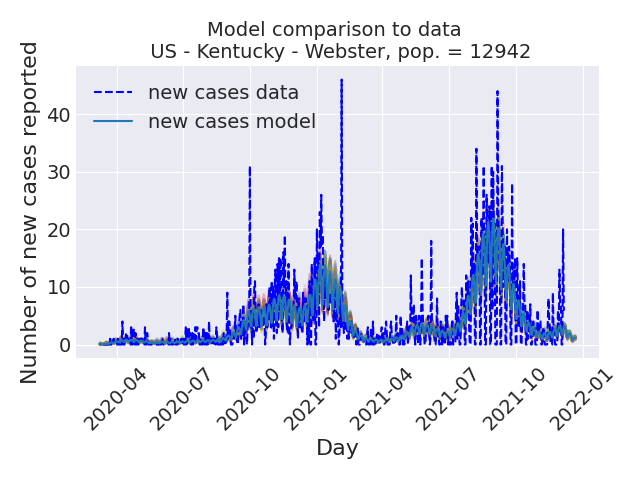 Model comparison to data
US - Kentucky - Webster, pop. = 12942
new cases data
new cases model
Number of new cases reported
40
30
20
10
0
2020-04
2020-07
2020-10
2021-01
2021-04
2021-07
2021-10
2022-01
Day